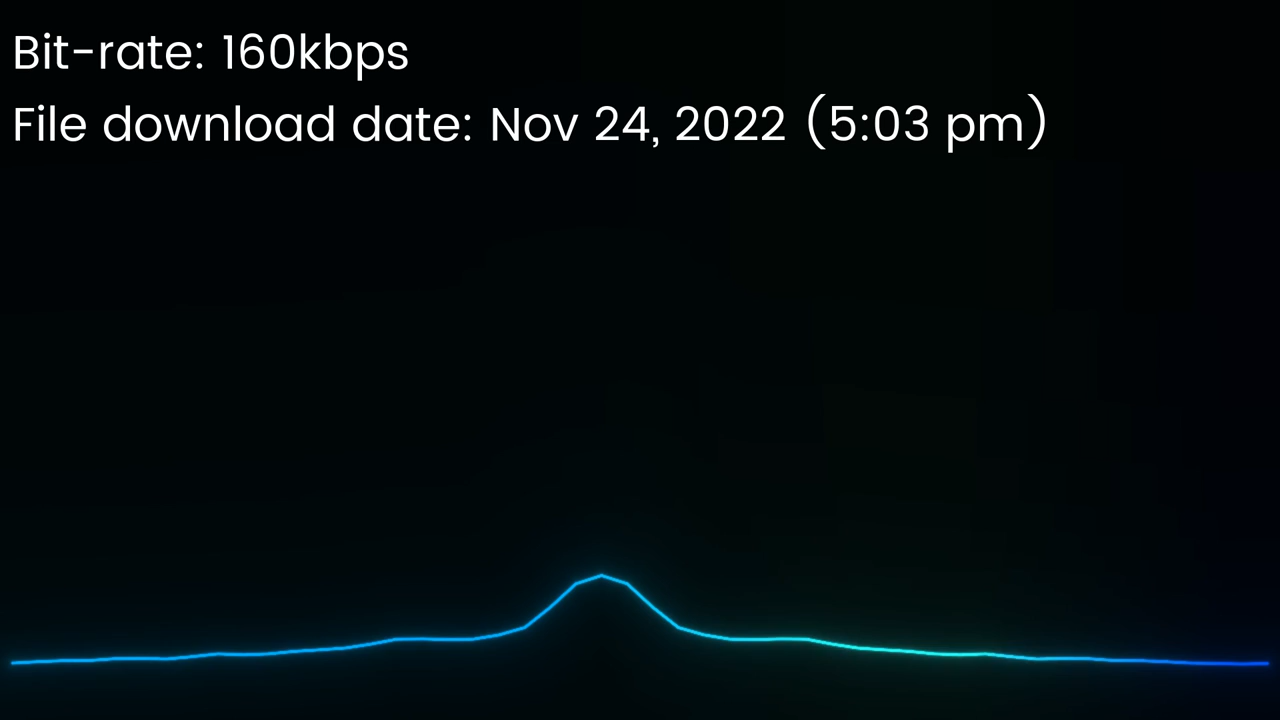 Bit-rate: 160kbps
File download date: Nov 24, 2022 (5:03 pm)